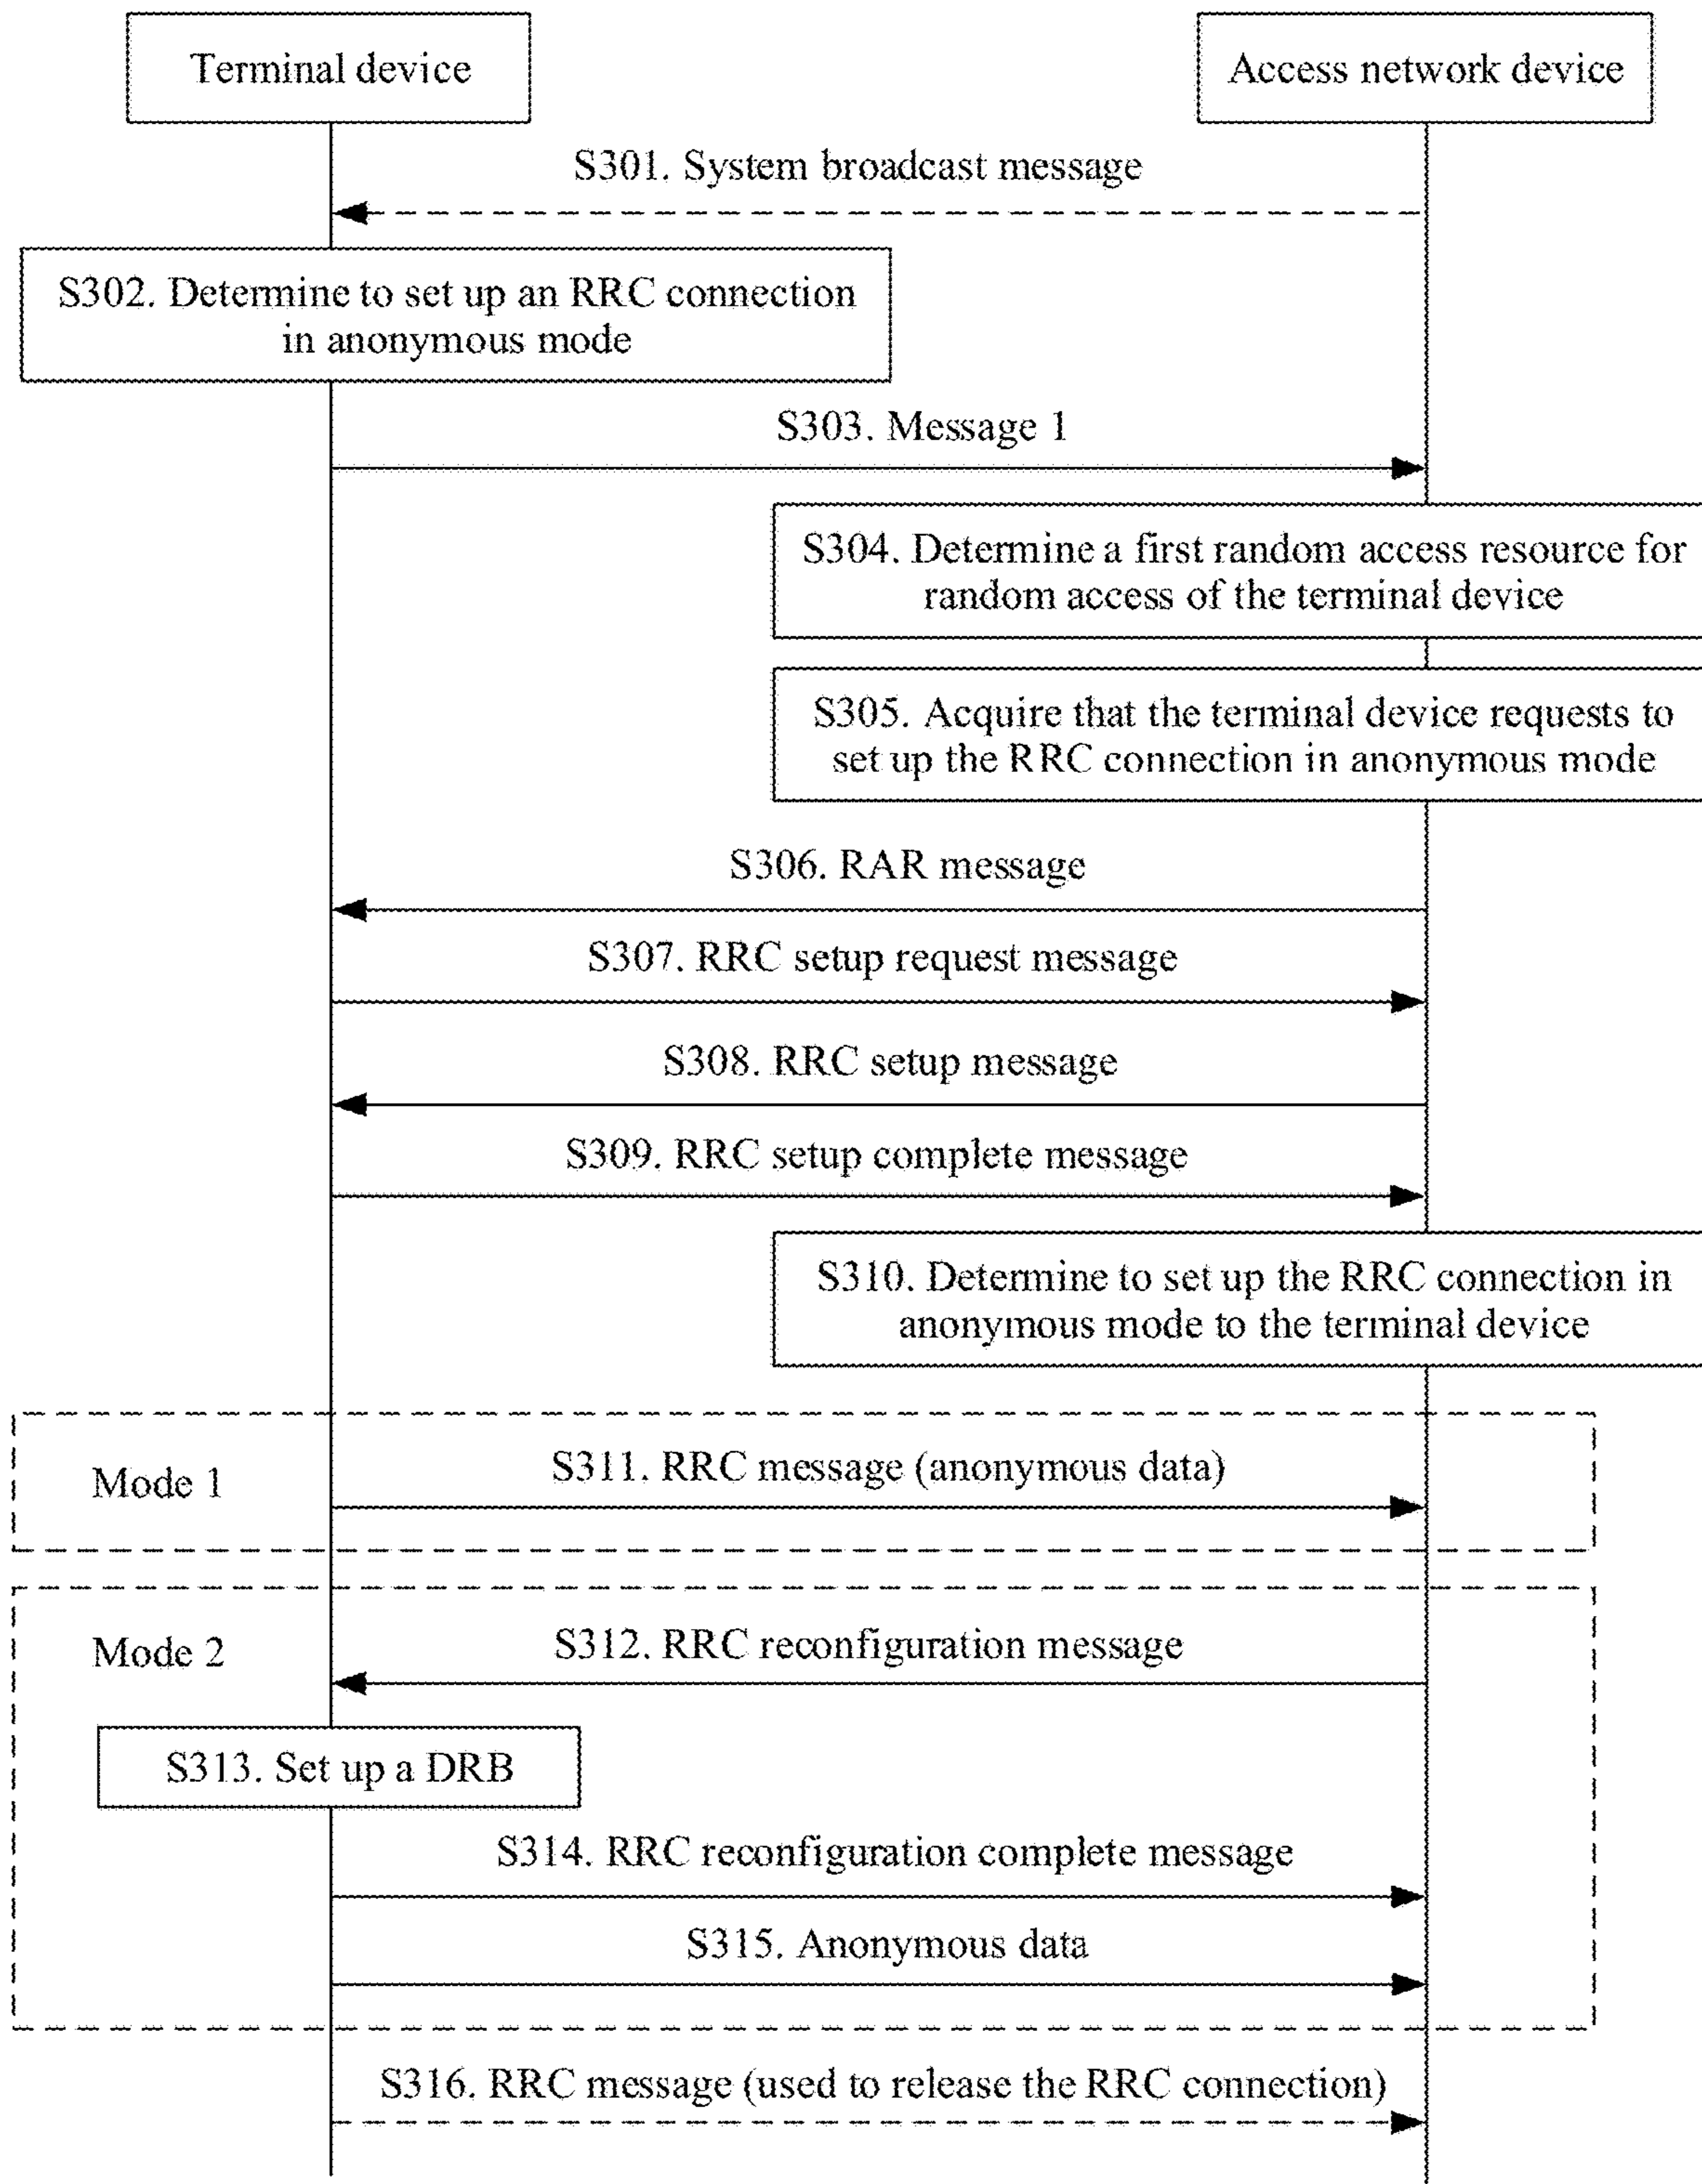 Terminal device
Access network device
S301. System broadcast message
S302. Determine to set up an RRC connection
in anonymous mode
S303. Message 1
S304. Determine a first random access resource for
random access of the terminal device
S305. Acquire that the terminal device requests to
set up the RRC connection in anonymous mode
S306. RAR message
S307. RRC setup request message
S308. RRC setup message
S309. RRC setup complete message
S310. Determine to set up the RRC connection in
anonymous mode to the terminal device
Mode 1
S311. RRC message (anonymous data)
Mode 2
S312. RRC reconfiguration message
S313. Set up a DRB
S314. RRC reconfiguration complete message
S315. Anonymous data
S316. RRC message (used to release the RRC connection)